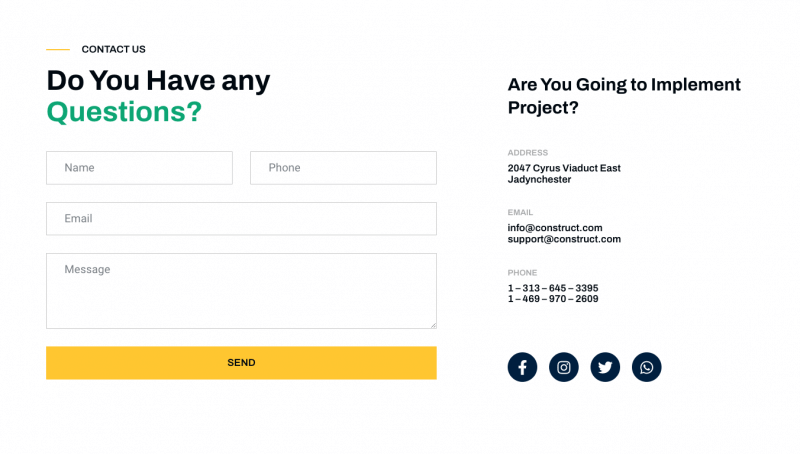 CONTACT US
Do You Have any
Questions?
Name
Phone
Email
Message
SEND
Are You Going to Implement
Project?
ADDRESS
2047 Cyrus Viaduct East
Jadynchester
EMAIL
info@construct.com
support@construct.com
PHONE
1 – 313 – 645 – 3395
1 – 469 – 970 – 2609